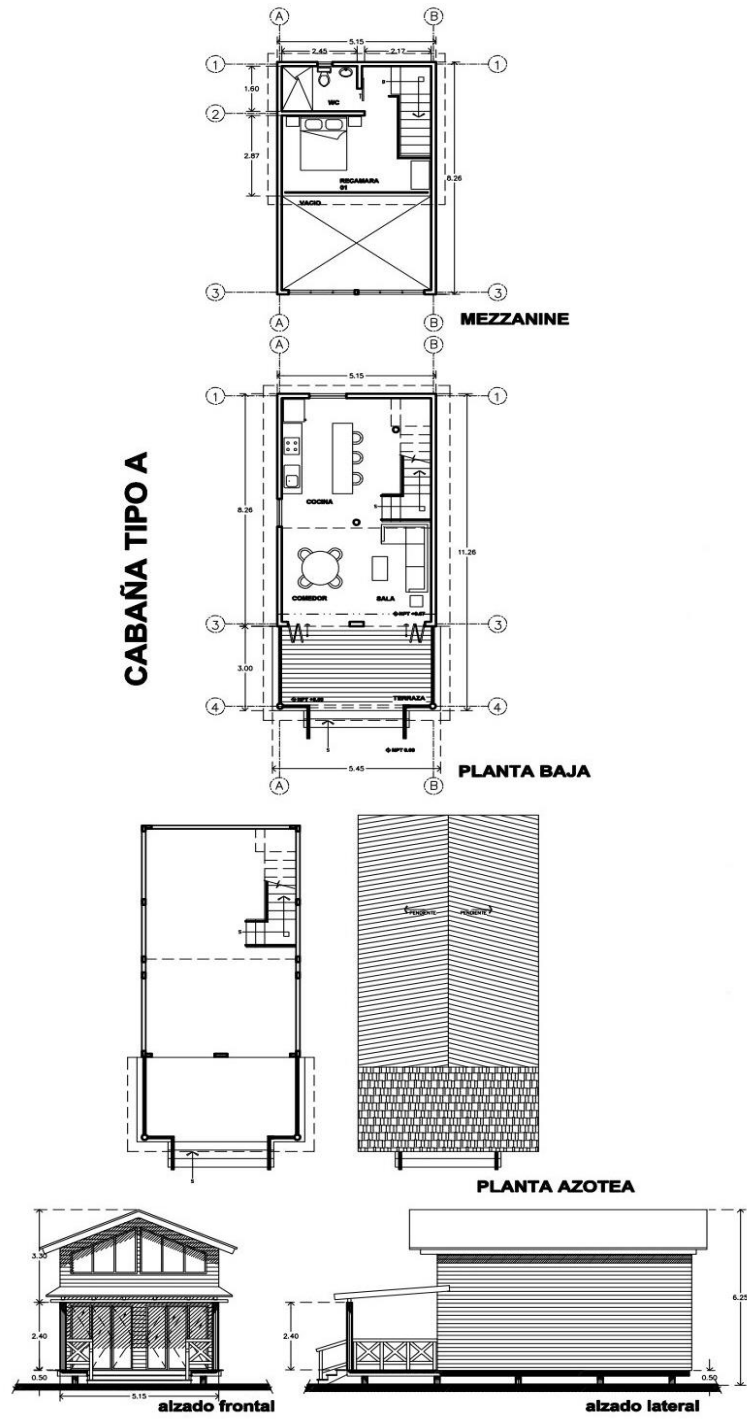 A B
5.15
2.45 2.17
1 1
1.60
WC
S
2
2.87
RECAMARA
01
8.26
VACIO
3 3
A B
MEZZANINE
A B
5.15
1 1
CABAÑA TIPO A
8.26
COCINA
S
11.26
COMEDOR SALA
3 3
3.00
TERRAZA
4 4
S
5.45
A B
PLANTA BAJA
S
PENDIENTE PENDIENTE
S
PLANTA AZOTEA
3.30
2.40
0.50
5.15
alzado frontal
6.25
2.40
0.50
alzado lateral